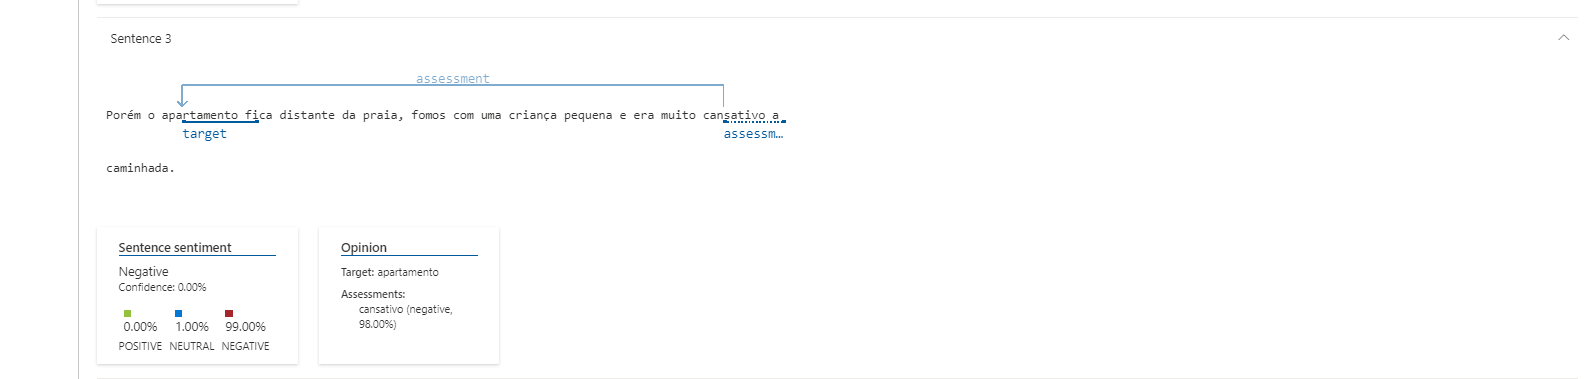 Sentence 3
assessment
Porém o apartamento fica distante da praia, fomos com uma criança pequena e era muito cansativo a
target
assessm…
caminhada.
Sentence sentiment
Negative
Confidence: 0.00%
0.00% 1.00% 99.00%
POSITIVE NEUTRAL NEGATIVE
Opinion
Target: apartamento
Assessments:
cansativo (negative,
98.00%)